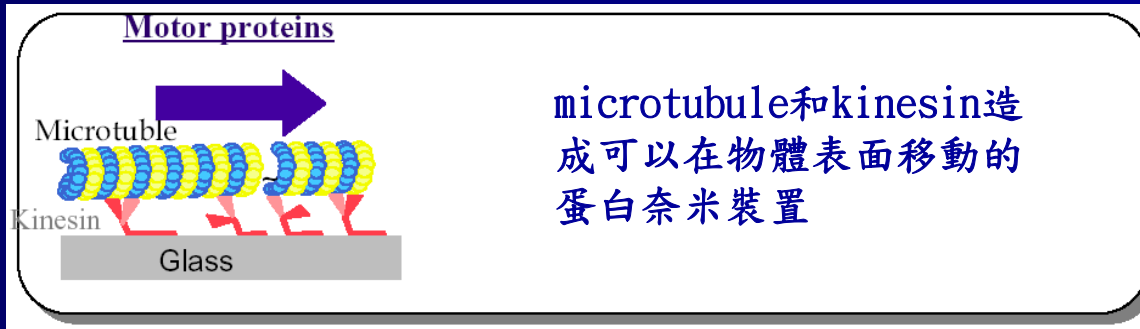 Motor proteins
Microtuble
Kinesin
Glass
microtubule和kinesin造
成可以在物體表面移動的
蛋白奈米裝置